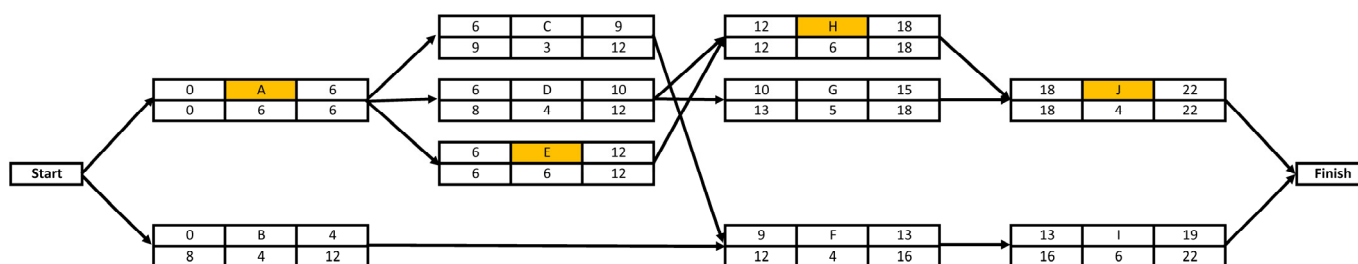 6 C 9
9 3 12
12 H 18
12 6 18
0 A 6
0 6 6
6 D 10
8 4 12
10 G 15
13 5 18
18 J 22
18 4 22
6 E 12
6 6 12
Start
Finish
0 B 4
8 4 12
9 F 13
12 4 16
13 I 19
16 6 22